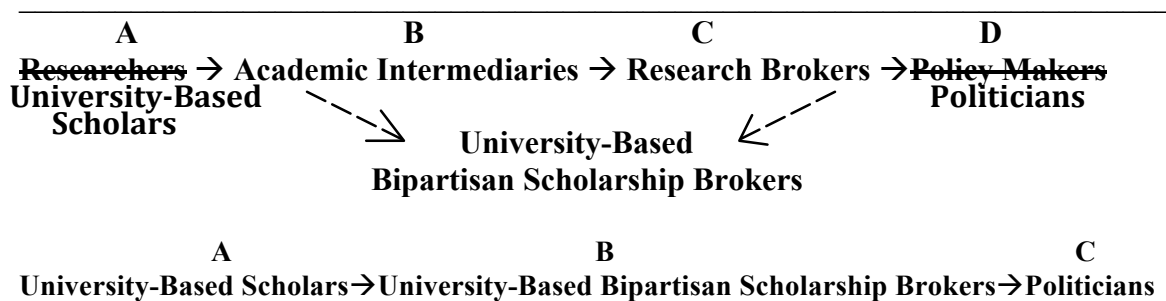 A B C D
Researchers → Academic Intermediaries → Research Brokers → Policy Makers
University-Based Politicians
Scholars
University-Based
Bipartisan Scholarship Brokers
A B C
University-Based Scholars→University-Based Bipartisan Scholarship Brokers→Politicians